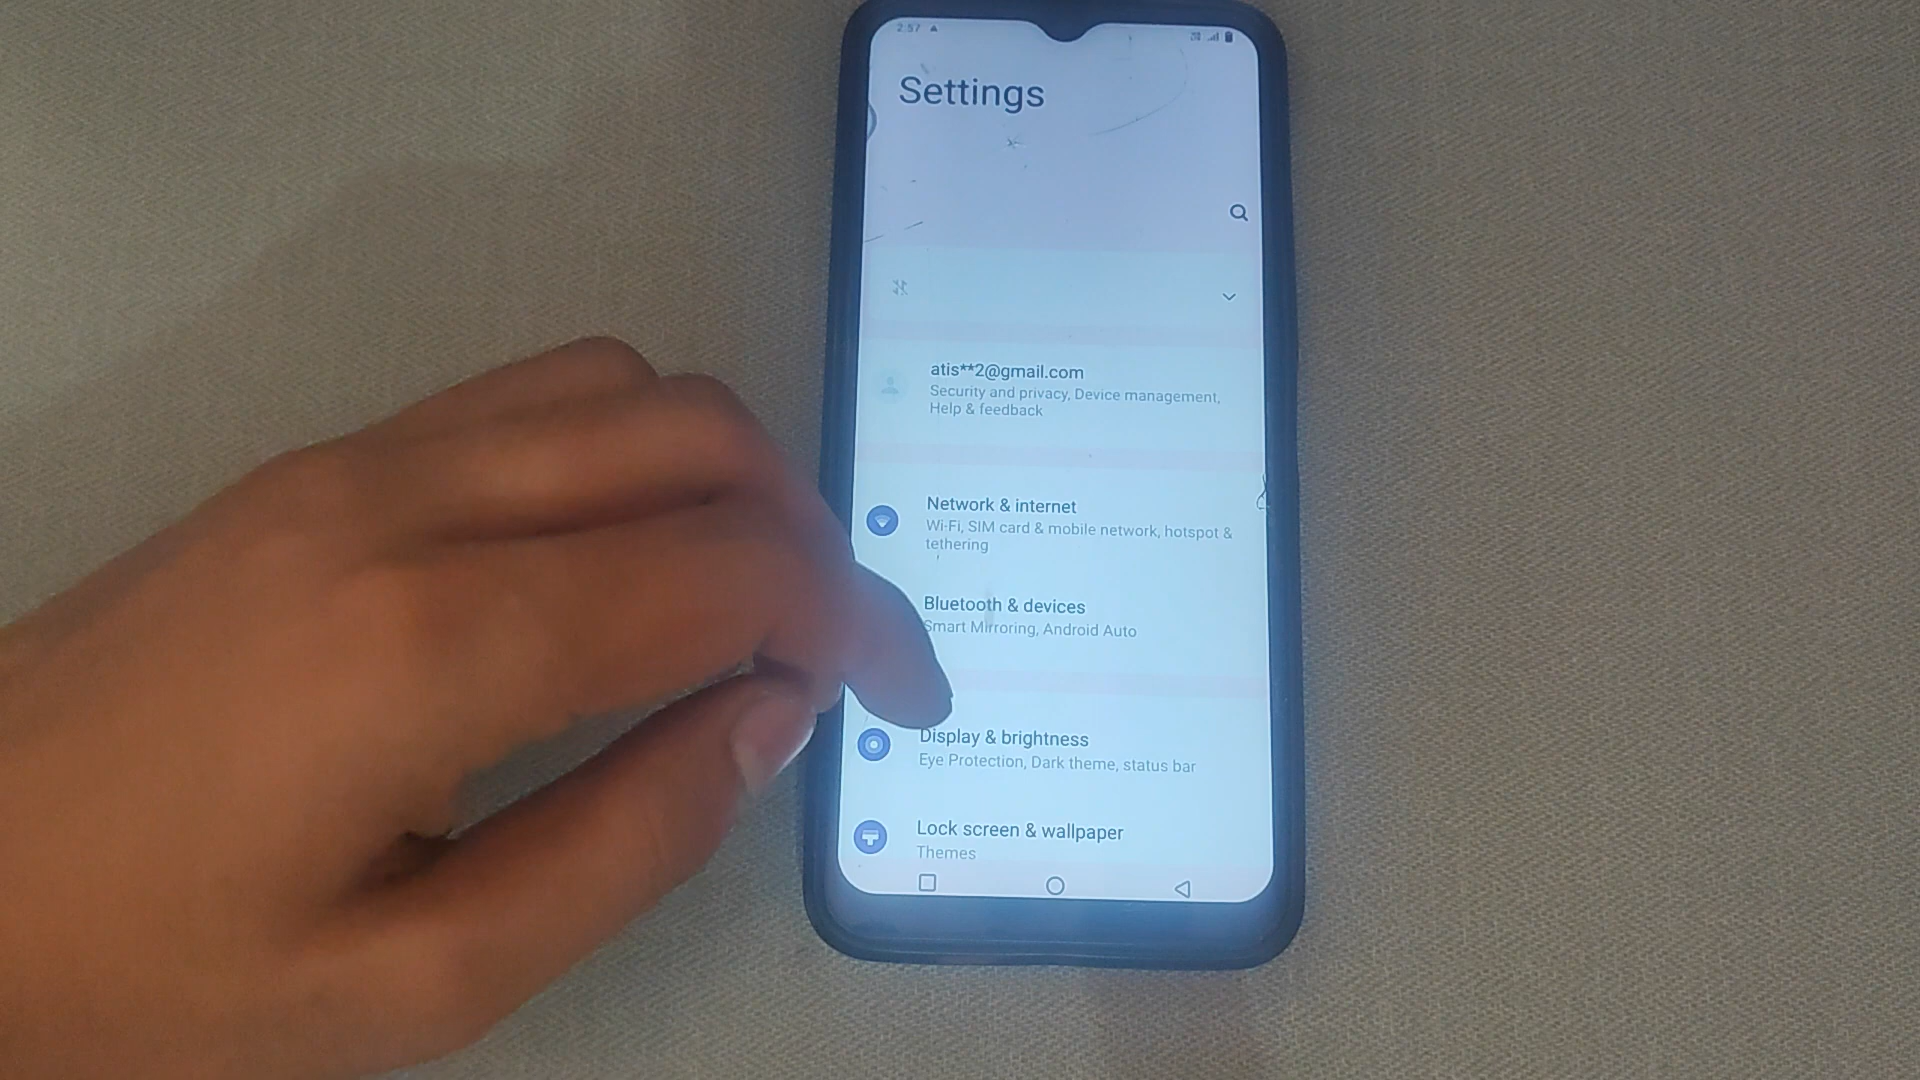 2:57
Settings
atis**2@gmail.com
Security and privacy, Device management,
Help & feedback
Network & internet
Wi-Fi, SIM card & mobile network, hotspot &
tethering
Bluetooth & devices
Smart Mirroring, Android Auto
Display & brightness
Eye Protection, Dark theme, status bar
Lock screen & wallpaper
Themes